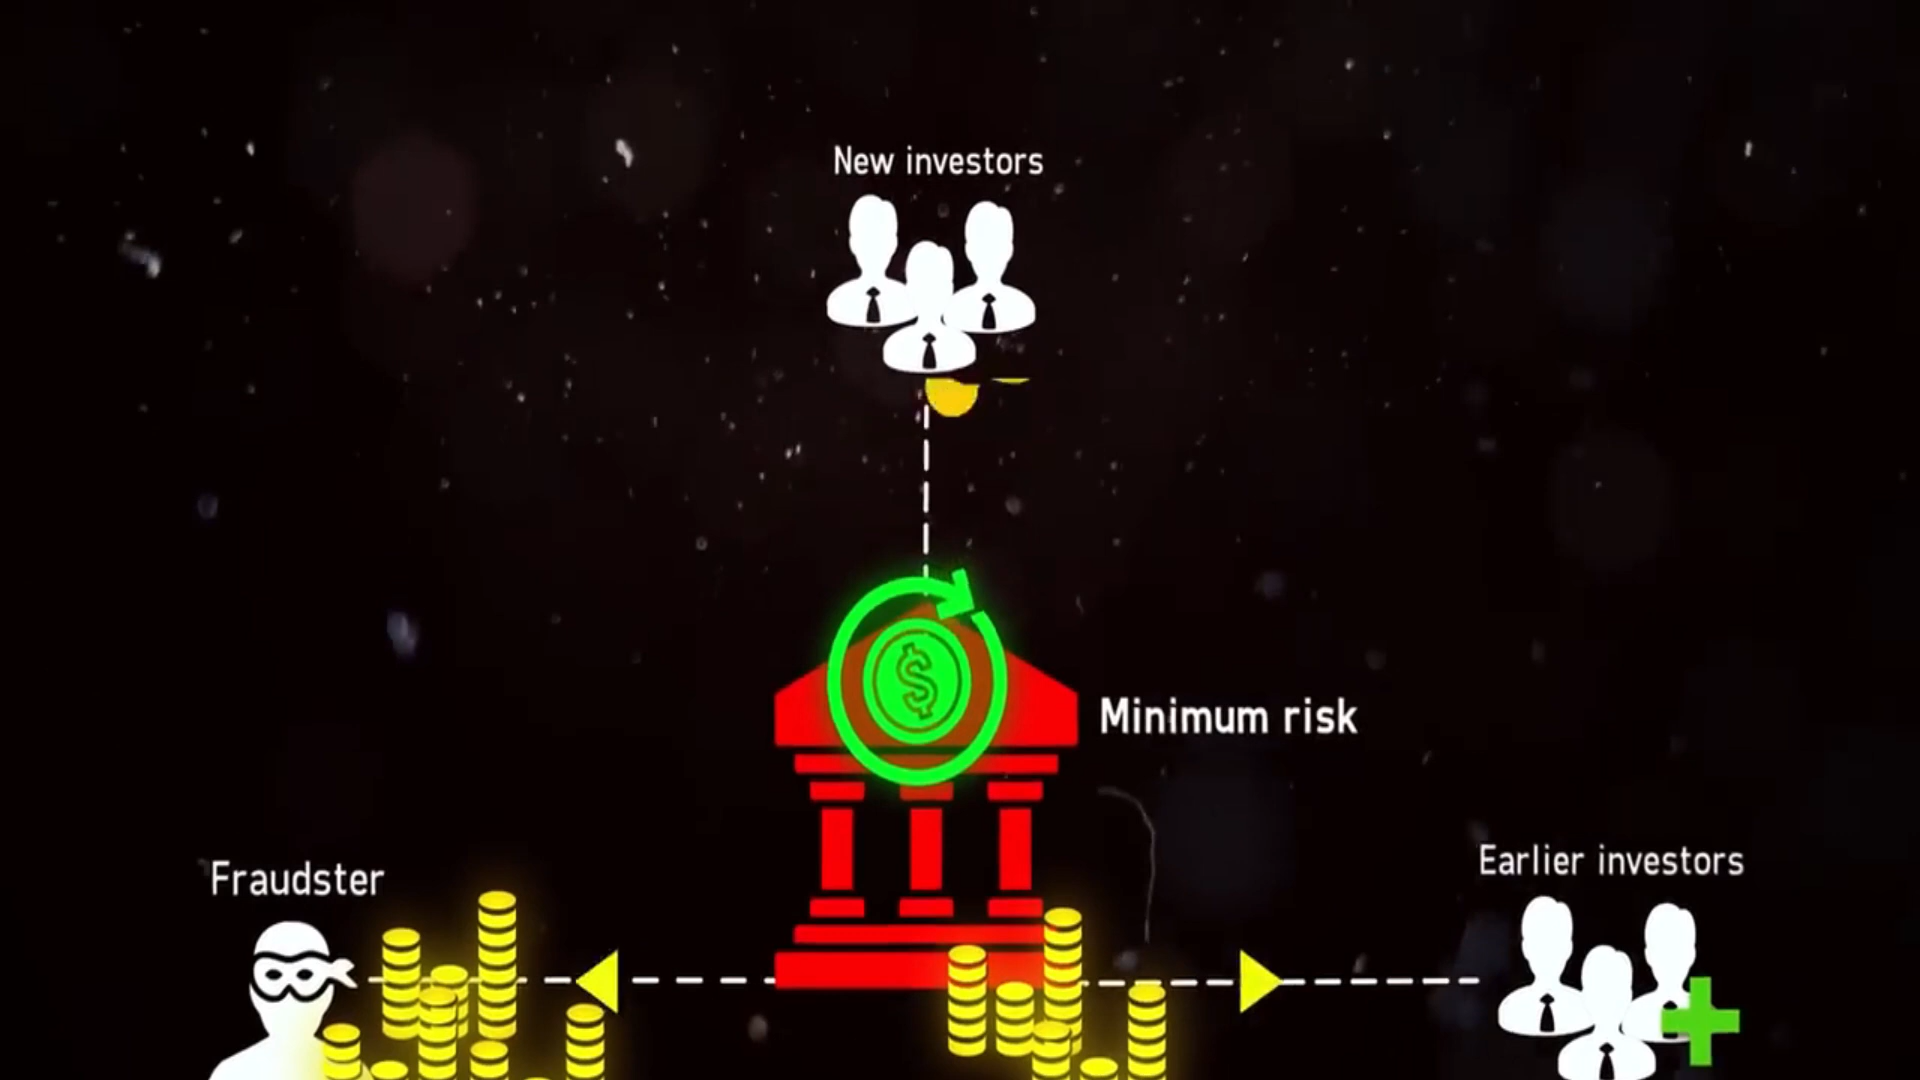 New investors
$
Minimum risk
Fraudster
Earlier investors